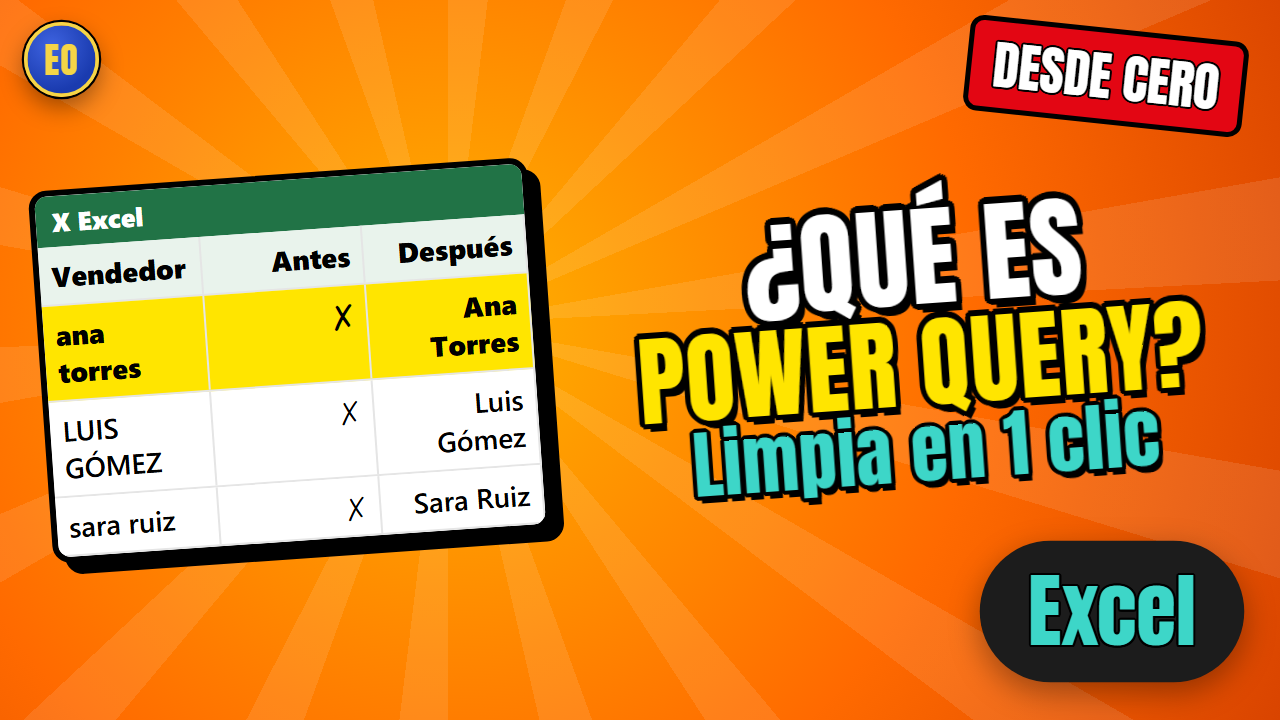 EO
DESDE CERO
X Excel
Vendedor Antes Después
ana torres ✗ Ana Torres
LUIS GÓMEZ ✗ Luis Gómez
sara ruiz ✗ Sara Ruiz
¿QUÉ ES
POWER QUERY?
Limpia en 1 clic
Excel